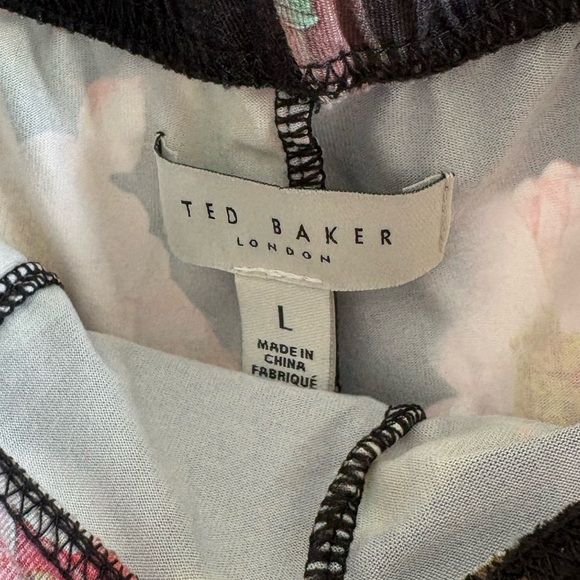 TED BAKER
LONDON
L
MADE IN
CHINA
FABRIQUÉ